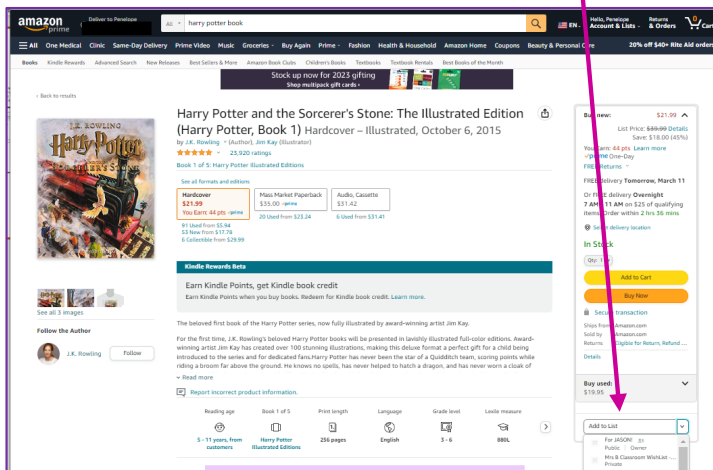 amazon
prime
Deliver to Penelope
All
harry potter book
EN
Hello, Penelope
Account & Lists
Returns
& Orders
0
Cart
All One Medical Clinic Same-Day Delivery Prime Video Music Groceries Buy Again Prime Fashion Health & Household Amazon Home Coupons Beauty & Personal Care 20% off $40+ Rite Aid orders
Books Kindle Rewards Advanced Search New Releases Best Sellers & More Amazon Book Clubs Children's Books Textbooks Textbook Rentals Best Books of the Month
Stock up now for 2023 gifting
Shop multipack gift cards ›
‹ Back to results
J.K. ROWLING
Harry Potter
Harry Potter and the Sorcerer's Stone: The Illustrated Edition
(Harry Potter, Book 1) Hardcover – Illustrated, October 6, 2015
by J.K. Rowling (Author), Jim Kay (Illustrator)
23,920 ratings
Book 1 of 5: Harry Potter Illustrated Editions
See all formats and editions
Hardcover
$21.99
You Earn: 44 pts prime
91 Used from $5.94
53 New from $17.76
6 Collectible from $29.99
Mass Market Paperback
$35.00 prime
20 Used from $23.24
Audio, Cassette
$31.42
6 Used from $31.41
Kindle Rewards Beta
Earn Kindle Points, get Kindle book credit
Earn Kindle Points when you buy books. Redeem for Kindle book credit. Learn more.
See all 3 images
Follow the Author
J.K. Rowling
Follow
The beloved first book of the Harry Potter series, now fully illustrated by award-winning artist Jim Kay.
For the first time, J.K. Rowling's beloved Harry Potter books will be presented in lavishly illustrated full-color editions. Award-
winning artist Jim Kay has created over 100 stunning illustrations, making this deluxe format a perfect gift for a child being
introduced to the series and for dedicated fans.Harry Potter has never been the star of a Quidditch team, scoring points while
riding a broom far above the ground. He knows no spells, has never helped to hatch a dragon, and has never worn a cloak of
Read more
Report incorrect product information.
Reading age
5 - 11 years, from
customers
Book 1 of 5
Harry Potter
Illustrated Editions
Print length
256 pages
Language
English
Grade level
3 - 6
Lexile measure
880L
Buy new:
$21.99
List Price: $39.99 Details
Save: $18.00 (45%)
You Earn: 44 pts Learn more
prime One-Day
FREE Returns
FREE delivery Tomorrow, March 11
Or FREE delivery Overnight
7 AM - 11 AM on $25 of qualifying
items. Order within 2 hrs 36 mins
Select delivery location
In Stock
Qty: 1
Add to Cart
Buy Now
Secure transaction
Ships from Amazon.com
Sold by Amazon.com
Returns Eligible for Return, Refund ...
Details
Buy used:
$19.95
Add to List
For JASON!
Public Owner
Mrs B Classroom WishList -...
Private